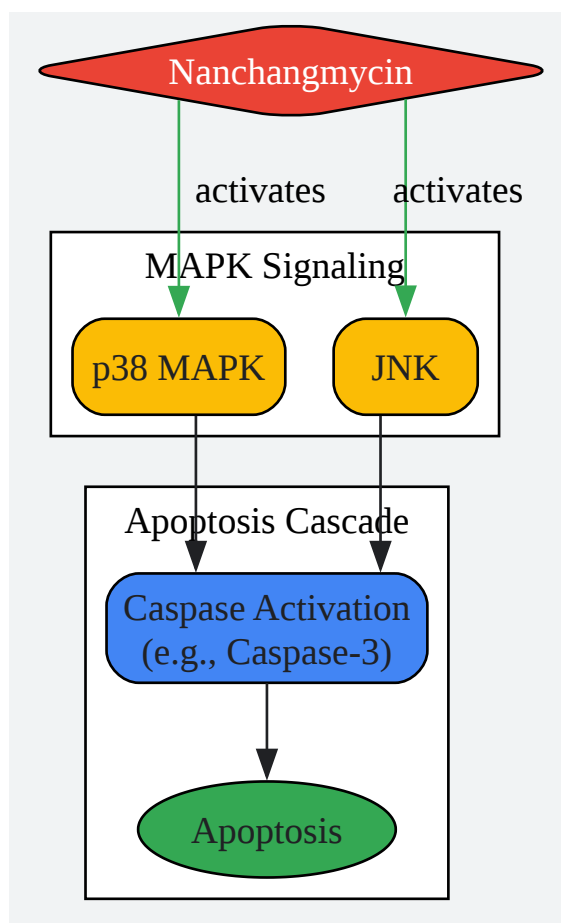 Nanchangmycin
activates
activates
MAPK Signaling
p38 MAPK
JNK
Apoptosis Cascade
Caspase Activation
(e.g., Caspase-3)
Apoptosis